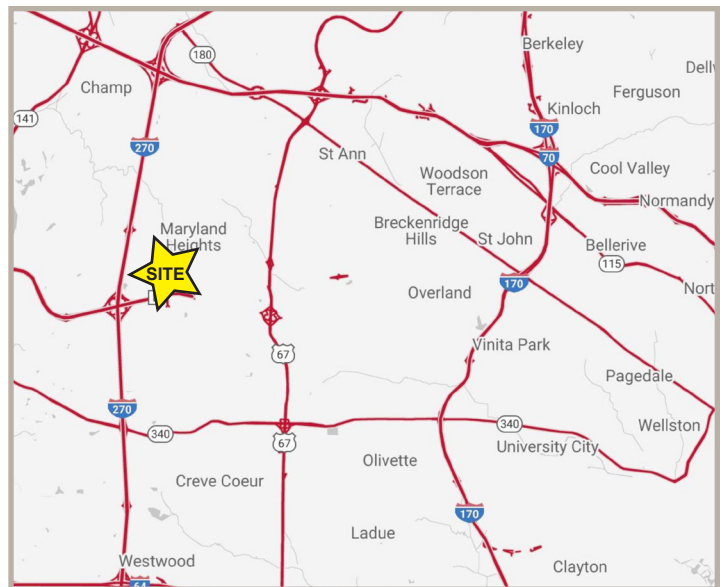 Berkeley
180
Dell
Champ
Ferguson
141
Kinloch
170
270
70
St Ann
Cool Valley
Woodson
Terrace
Normandy
Maryland
Heights
Breckenridge
Hills
St John
Bellerive
SITE
115
170
Nort
Overland
67
Vinita Park
Pagedale
270
340
67
340
Wellston
University City
Olivette
Creve Coeur
170
Ladue
Westwood
Clayton
64